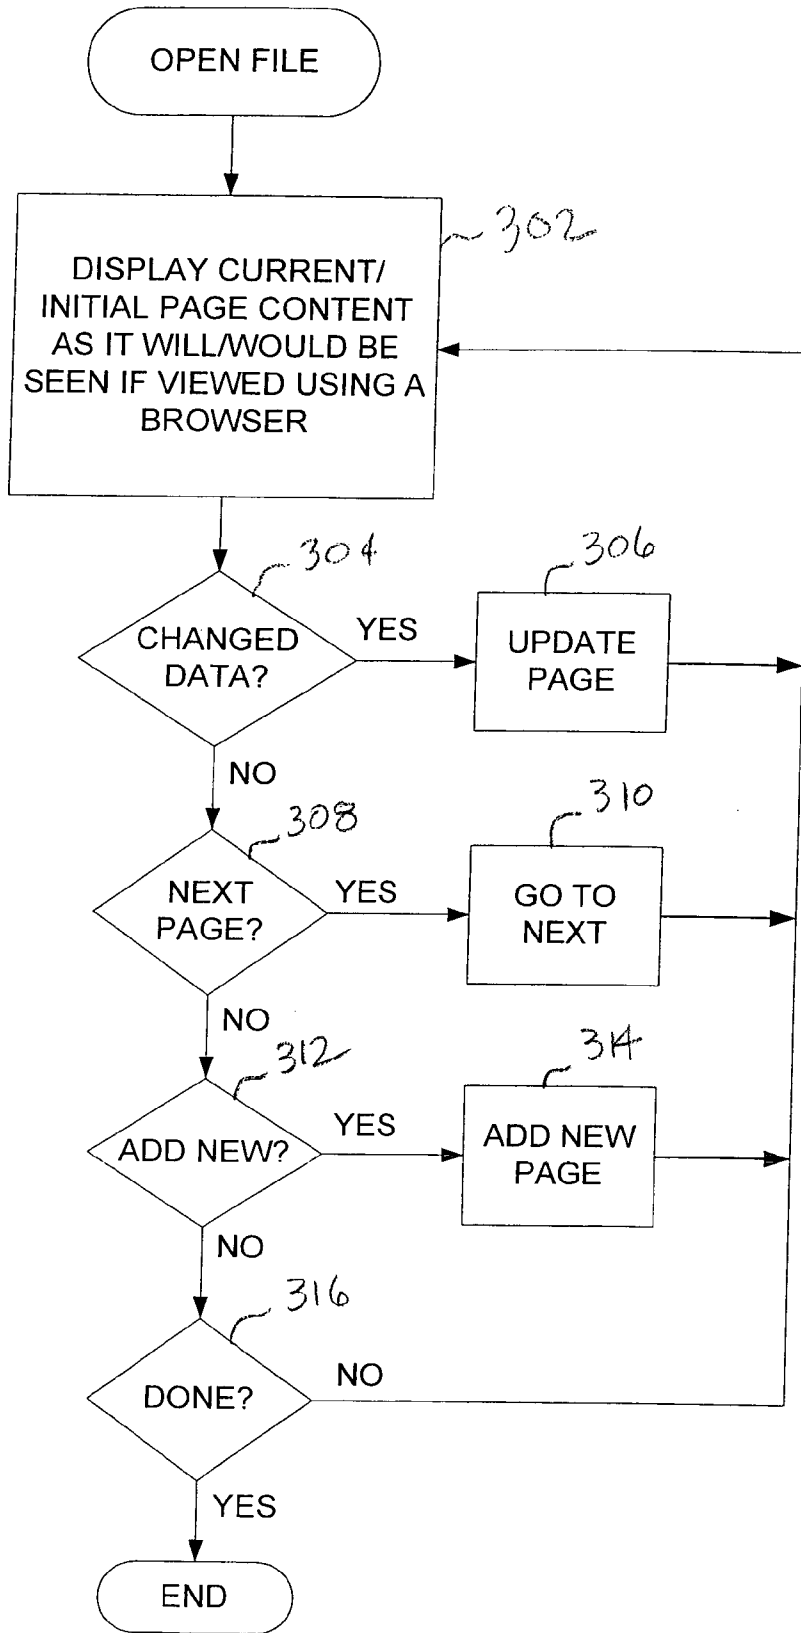 OPEN FILE
302
DISPLAY CURRENT/
INITIAL PAGE CONTENT
AS IT WILL/WOULD BE
SEEN IF VIEWED USING A
BROWSER
304
306
CHANGED
DATA?
YES
UPDATE
PAGE
NO
308
310
NEXT
PAGE?
YES
GO TO
NEXT
NO
312
314
ADD NEW?
YES
ADD NEW
PAGE
NO
316
DONE?
NO
YES
END